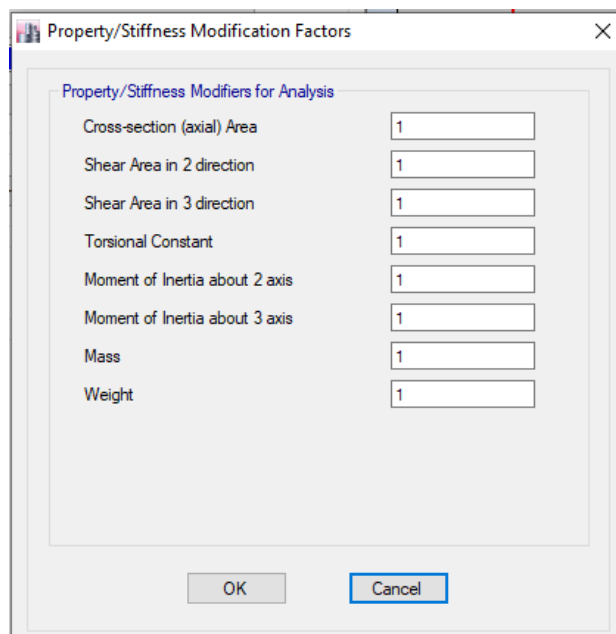 Property/Stiffness Modification Factors
Property/Stiffness Modifiers for Analysis
Cross-section (axial) Area 1
Shear Area in 2 direction 1
Shear Area in 3 direction 1
Torsional Constant 1
Moment of Inertia about 2 axis 1
Moment of Inertia about 3 axis 1
Mass 1
Weight 1
OK Cancel